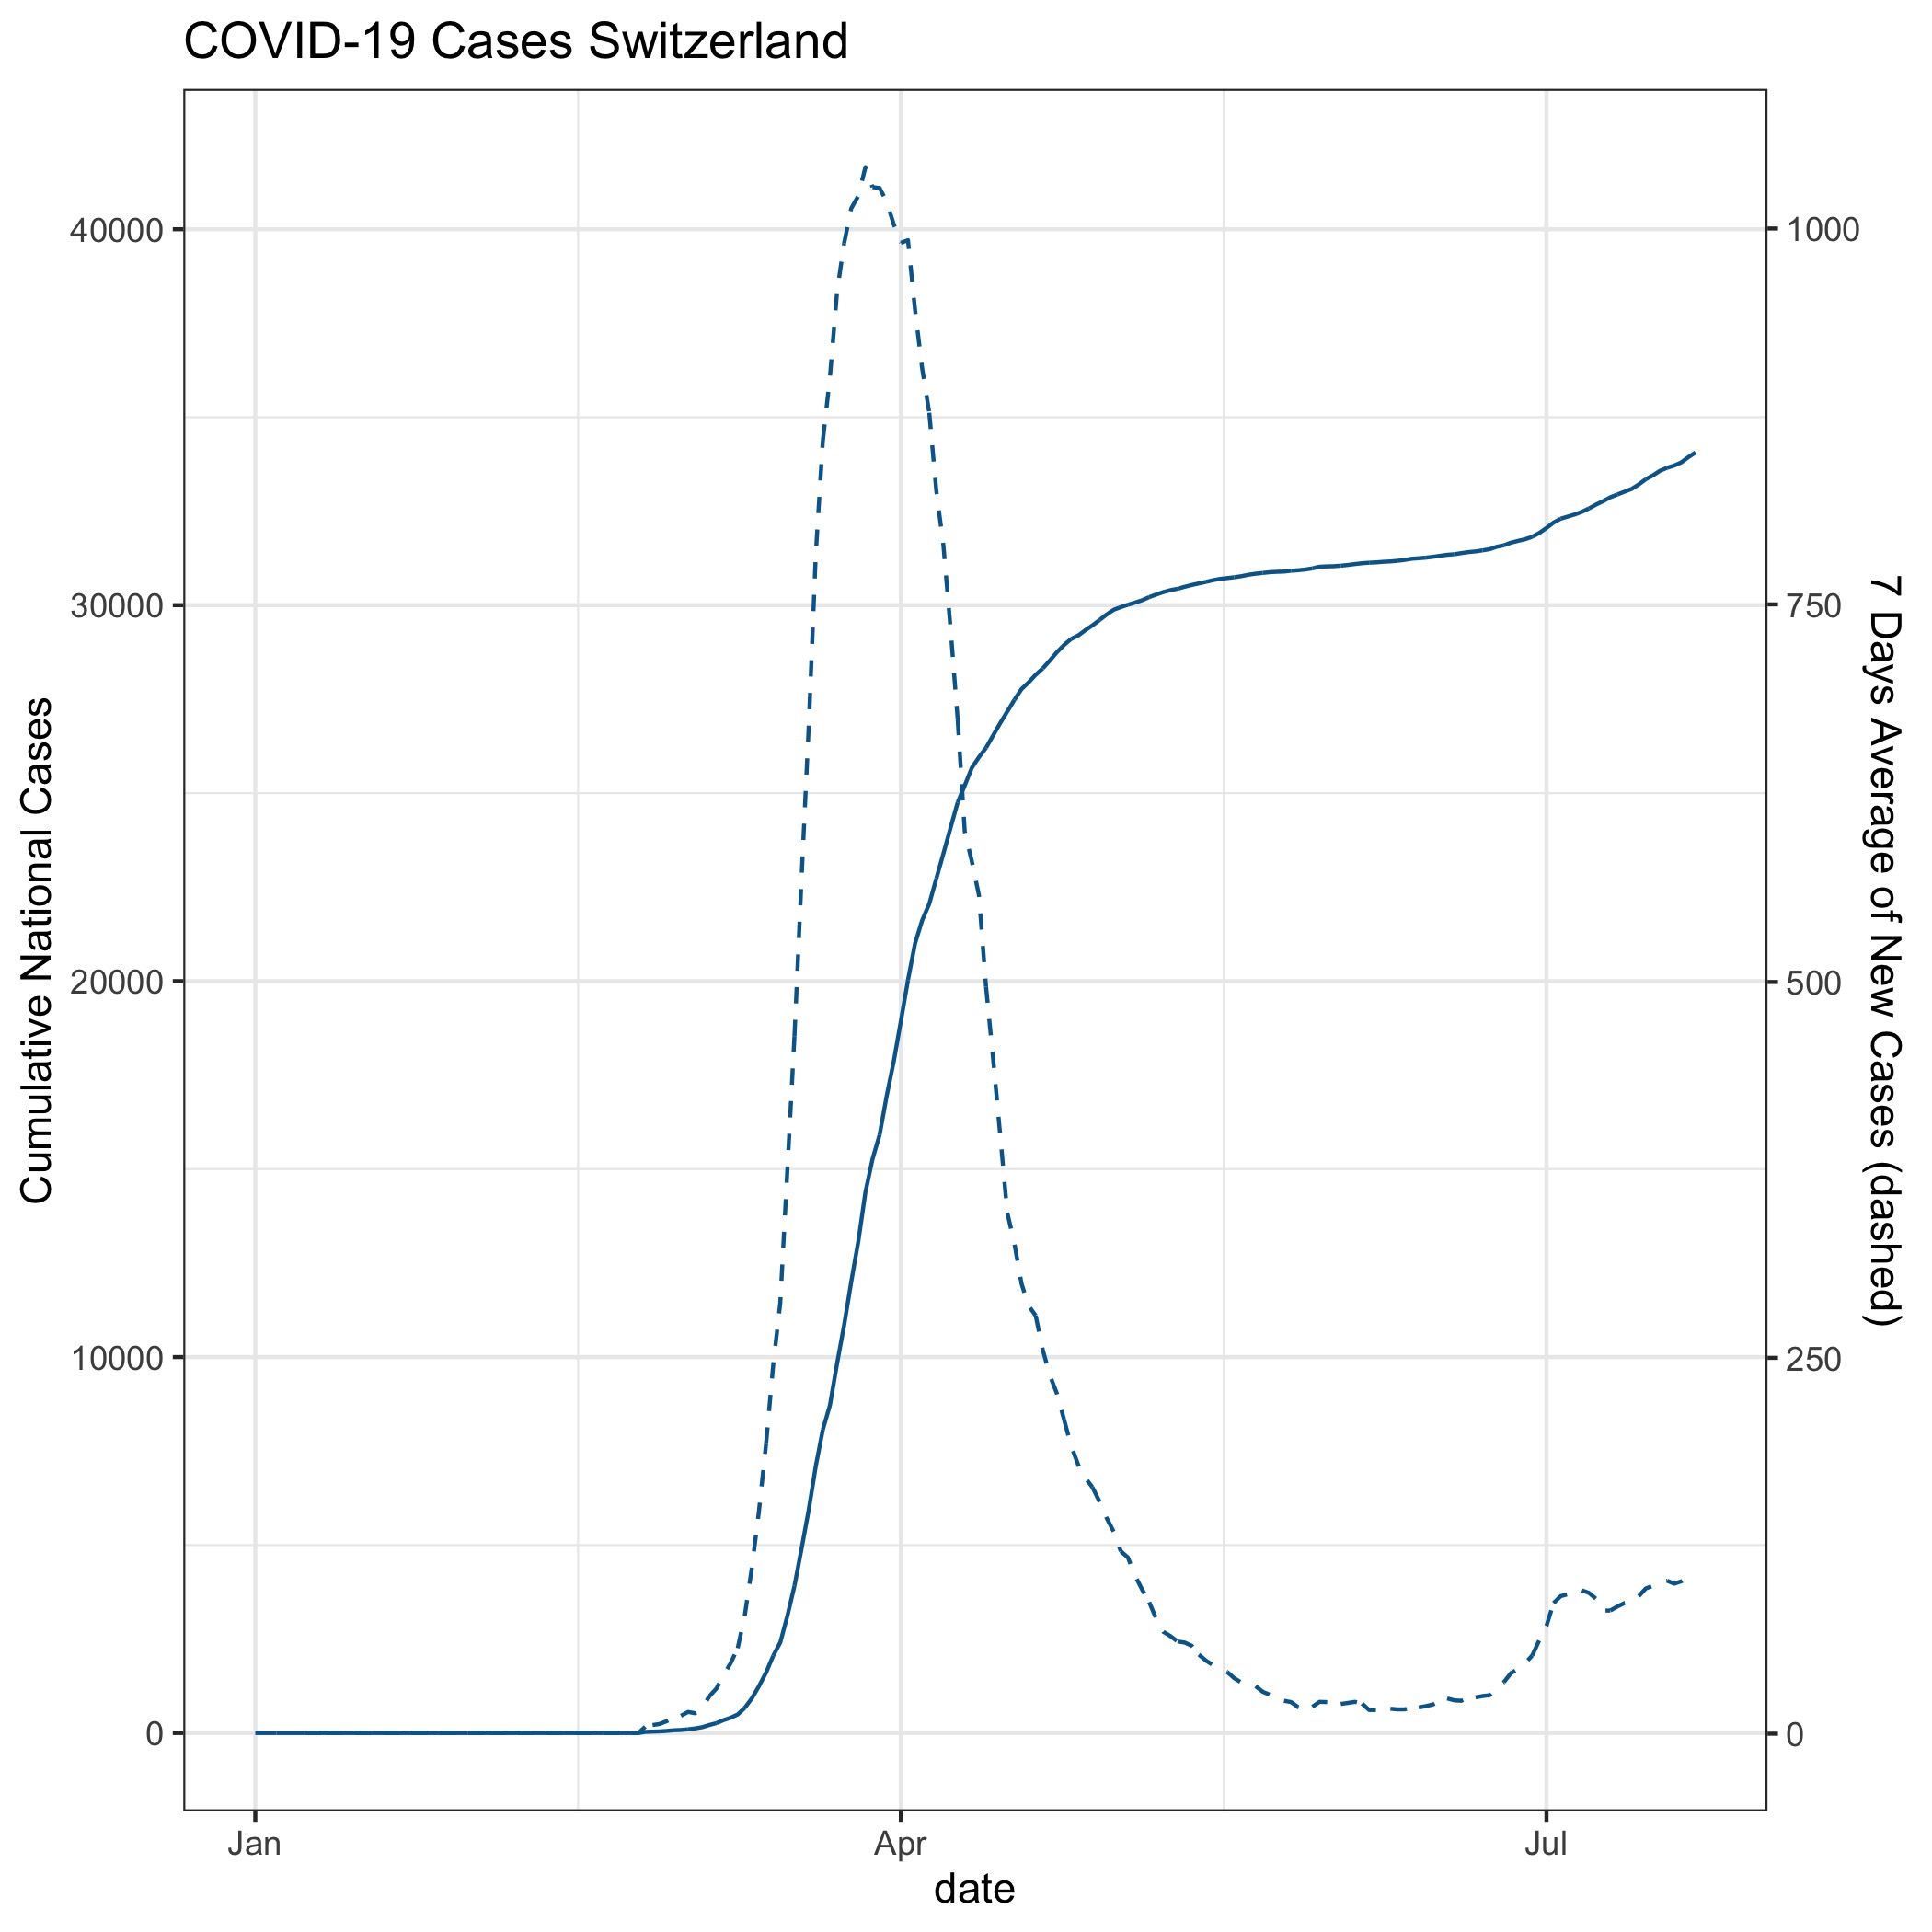 COVID-19 Cases Switzerland
Cumulative National Cases
40000
30000
20000
10000
0
1000
750
500
250
0
7 Days Average of New Cases (dashed)
Jan
Apr
Jul
date